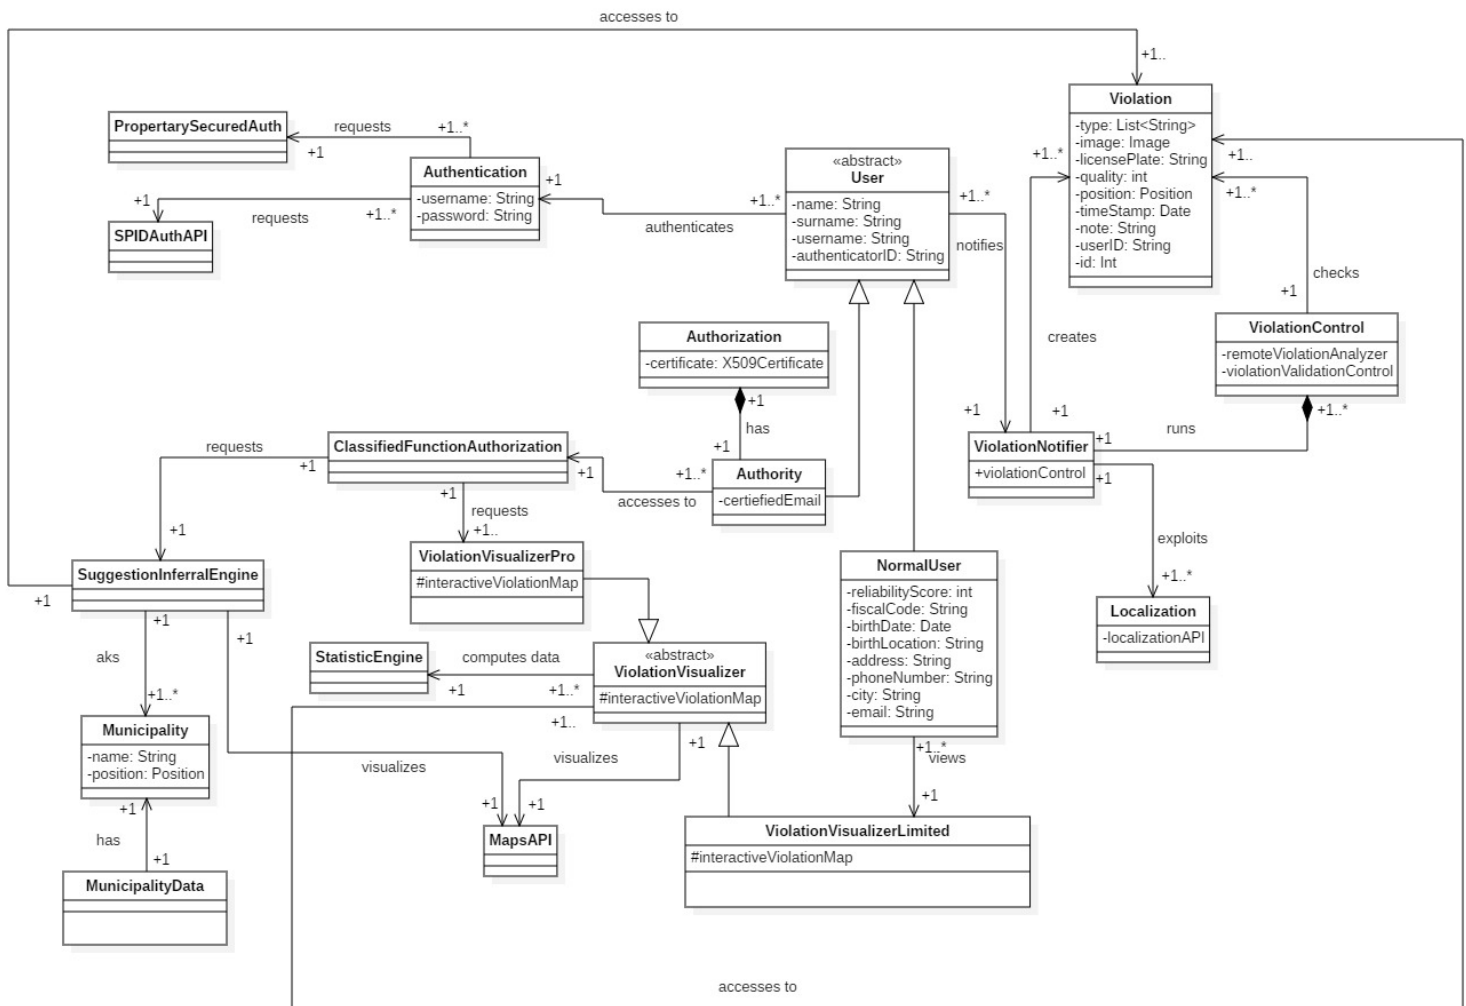 accesses to
+1..
Violation
-type: List<String>
-image: Image
-licensePlate: String
-quality: int
-position: Position
-timeStamp: Date
-note: String
-userID: String
-id: Int
+1..*
+1..
+1..*
PropertarySecuredAuth
requests
+1..*
+1
Authentication
-username: String
-password: String
+1
+1
requests
+1..*
SPIDAuthAPI
«abstract»
User
-name: String
-surname: String
-username: String
-authenticatorID: String
+1..*
authenticates
+1..*
notifies
checks
+1
ViolationControl
-remoteViolationAnalyzer
-violationValidationControl
+1..*
creates
Authorization
-certificate: X509Certificate
+1
has
+1
+1
+1
runs
ViolationNotifier
+violationControl
+1
+1
ClassifiedFunctionAuthorization
requests
+1
+1
+1..*
accesses to
Authority
-certiefiedEmail
+1
requests
+1..
+1
exploits
+1..*
ViolationVisualizerPro
#interactiveViolationMap
SuggestionInferralEngine
+1
+1
+1
NormalUser
-reliabilityScore: int
-fiscalCode: String
-birthDate: Date
-birthLocation: String
-address: String
-phoneNumber: String
-city: String
-email: String
Localization
-localizationAPI
aks
+1..*
StatisticEngine
computes data
+1
+1..*
+1..
«abstract»
ViolationVisualizer
#interactiveViolationMap
Municipality
-name: String
-position: Position
+1
visualizes
visualizes
+1
+1..*
views
+1
+1
+1
has
+1
MapsAPI
ViolationVisualizerLimited
#interactiveViolationMap
MunicipalityData
accesses to